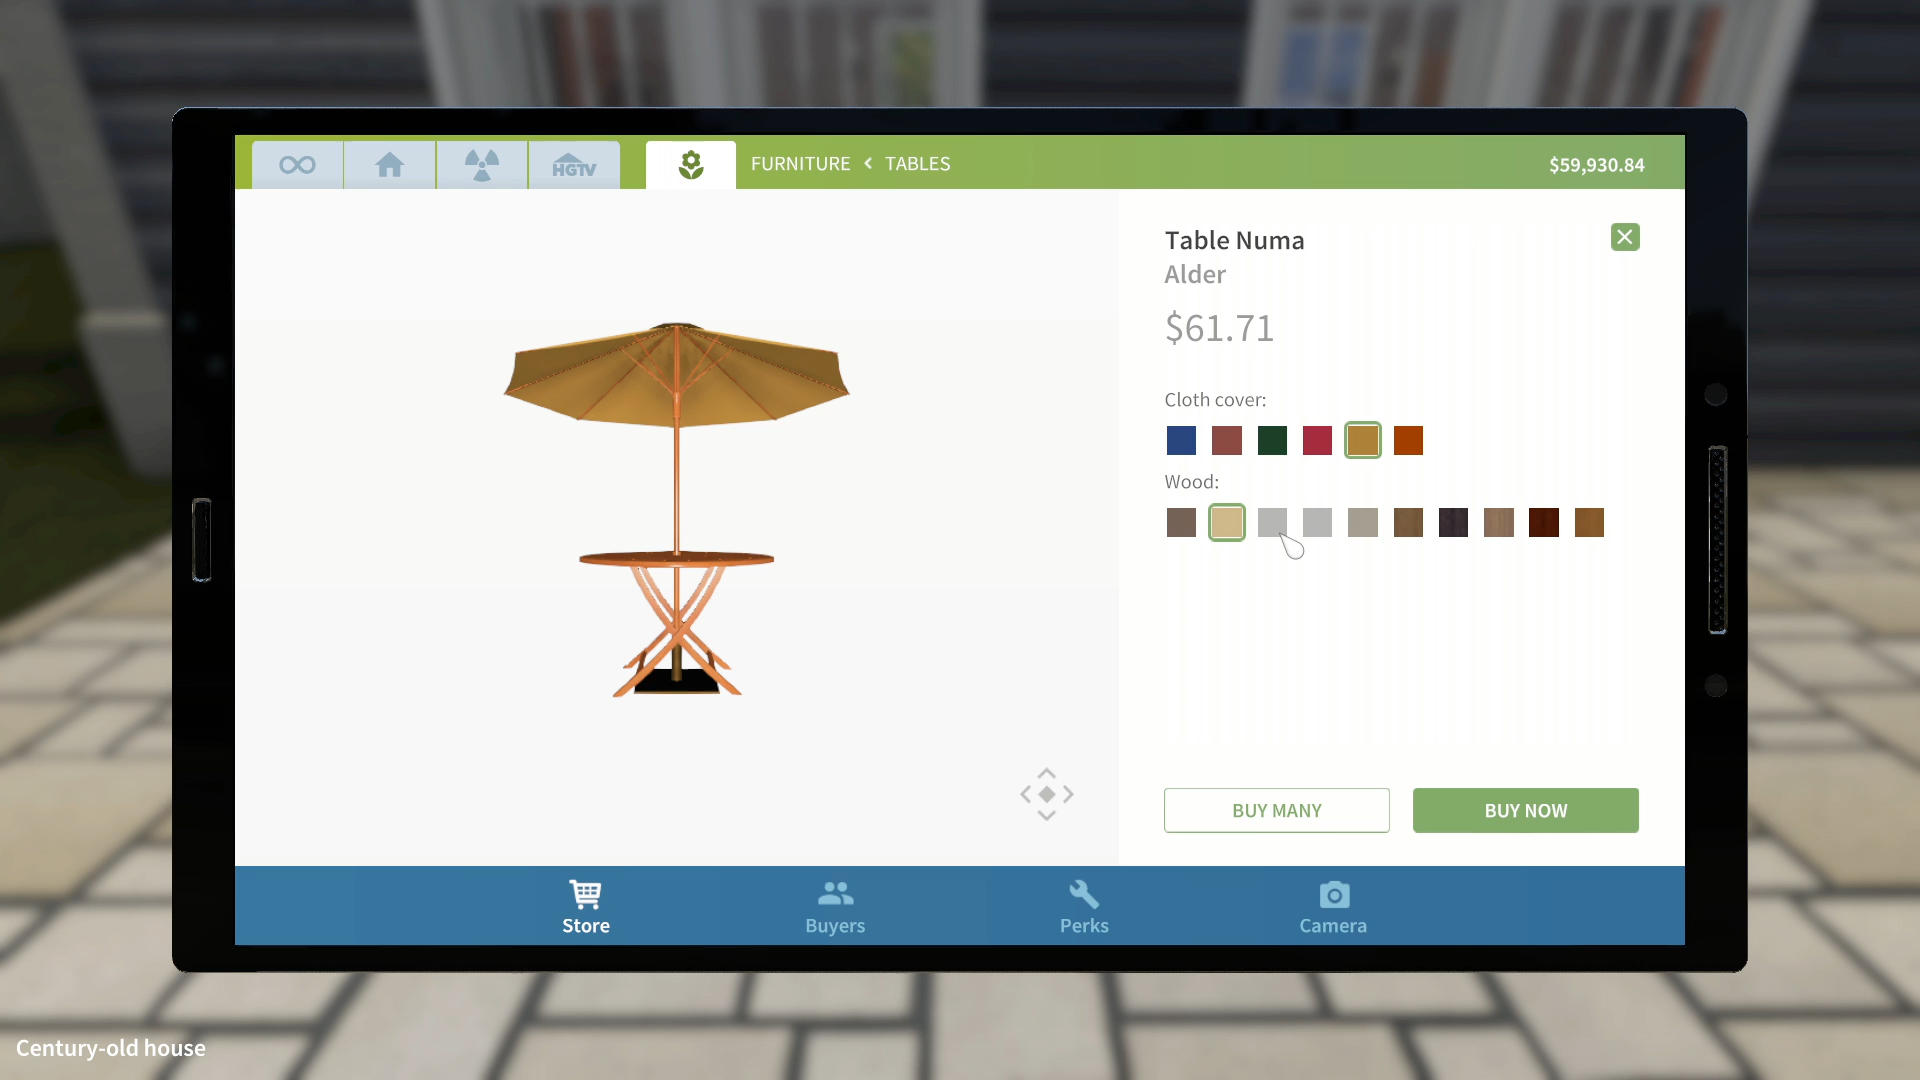 HGTV
FURNITURE < TABLES
$59,930.84
Table Numa
Alder
$61.71
Cloth cover:
Wood:
BUY MANY
BUY NOW
Store
Buyers
Perks
Camera
Century-old house